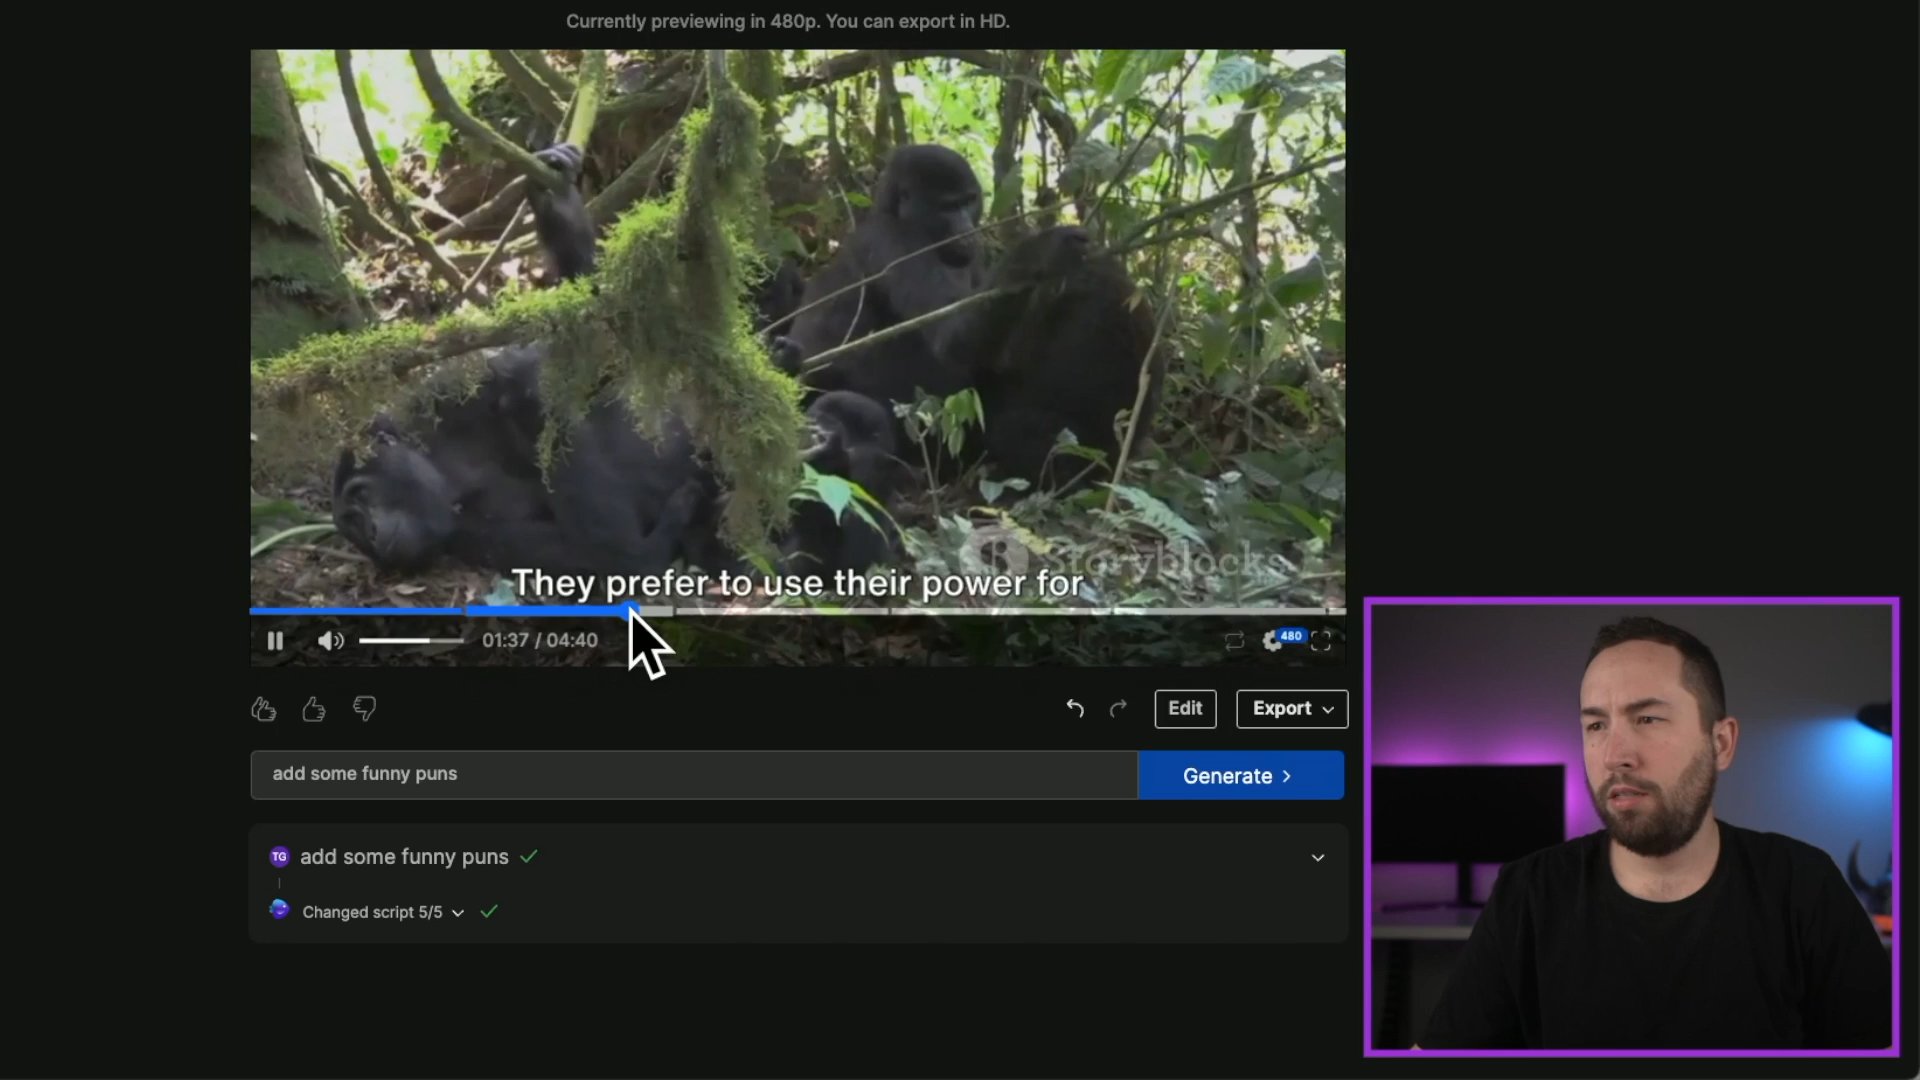 Currently previewing in 480p. You can export in HD.
Storyblocks
They prefer to use their power for
01:37 / 04:40
480
Edit
Export
add some funny puns
Generate
TG add some funny puns
Changed script 5/5